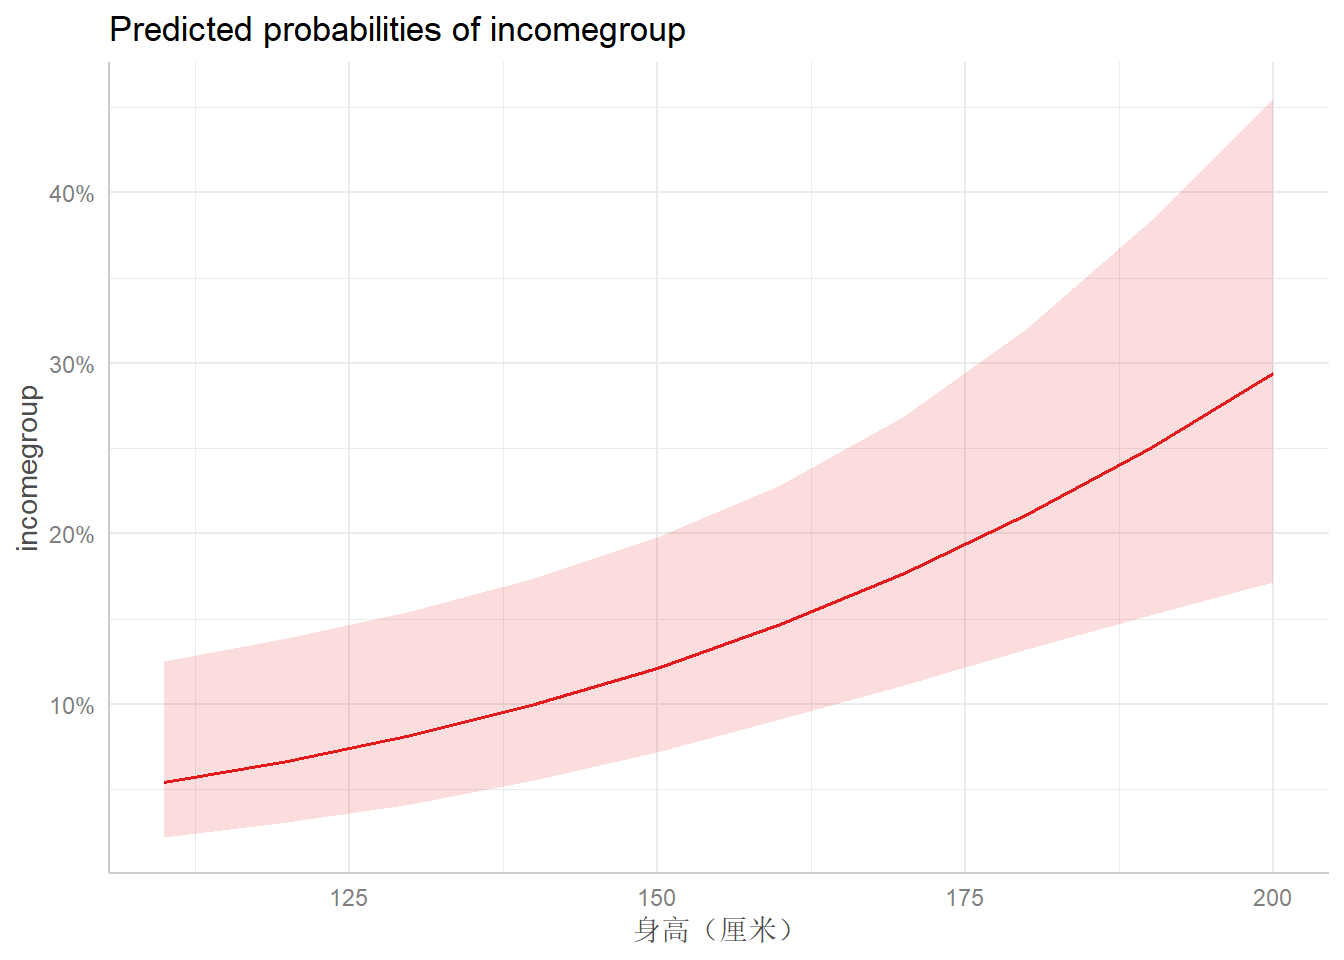 Predicted probabilities of incomegroup
incomegroup
40%
30%
20%
10%
125 150 175 200
身高（厘米）